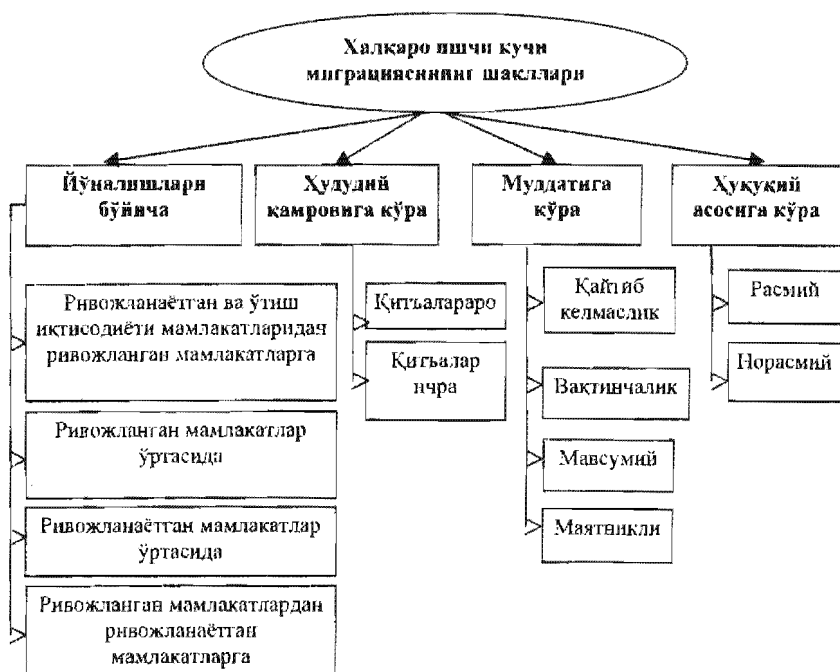 Халқаро ишчи кучи
миграциясининг шакллари
Йўналишлари
бўйича
Ҳудудий
қамровига кўра
Муддатига
кўра
Ҳуқуқий
асосига кўра
Ривожланаётган ва ўтиш
иқтисодиёти мамлакатларидан
ривожланган мамлакатларга
Ривожланган мамлакатлар
ўртасида
Ривожланаётган мамлакатлар
ўртасида
Ривожланган мамлакатлардан
ривожланаётган
мамлакатларга
Қитъалараро
Қитъалар
ичра
Қайтиб
келмаслик
Вақтинчалик
Мавсумий
Маятникли
Расмий
Норасмий